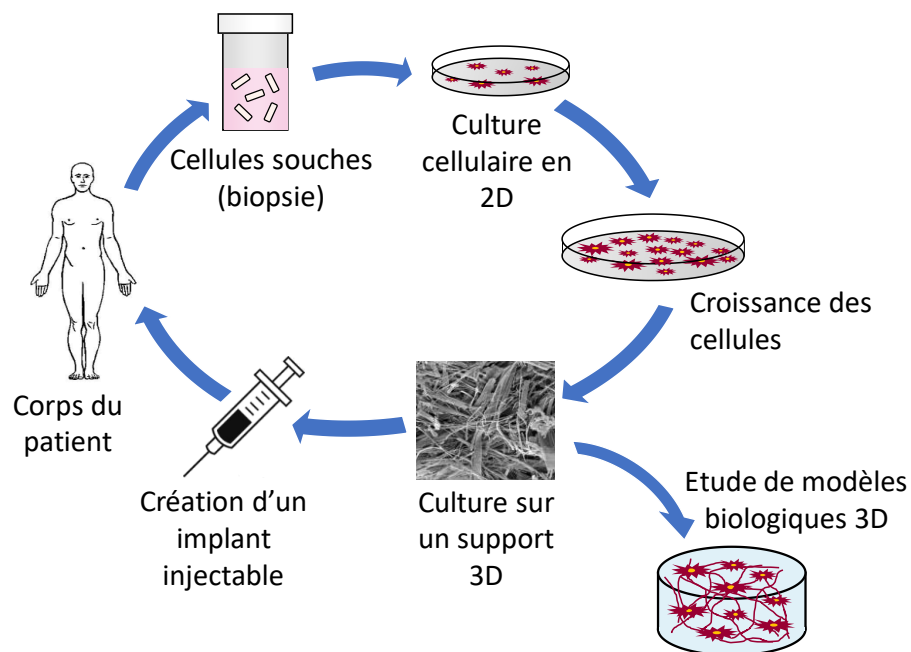 Cellules souches
(biopsie)
Culture
cellulaire en
2D
Croissance des
cellules
Corps du
patient
Création d’un
implant
injectable
Culture sur
un support
3D
Etude de modèles
biologiques 3D